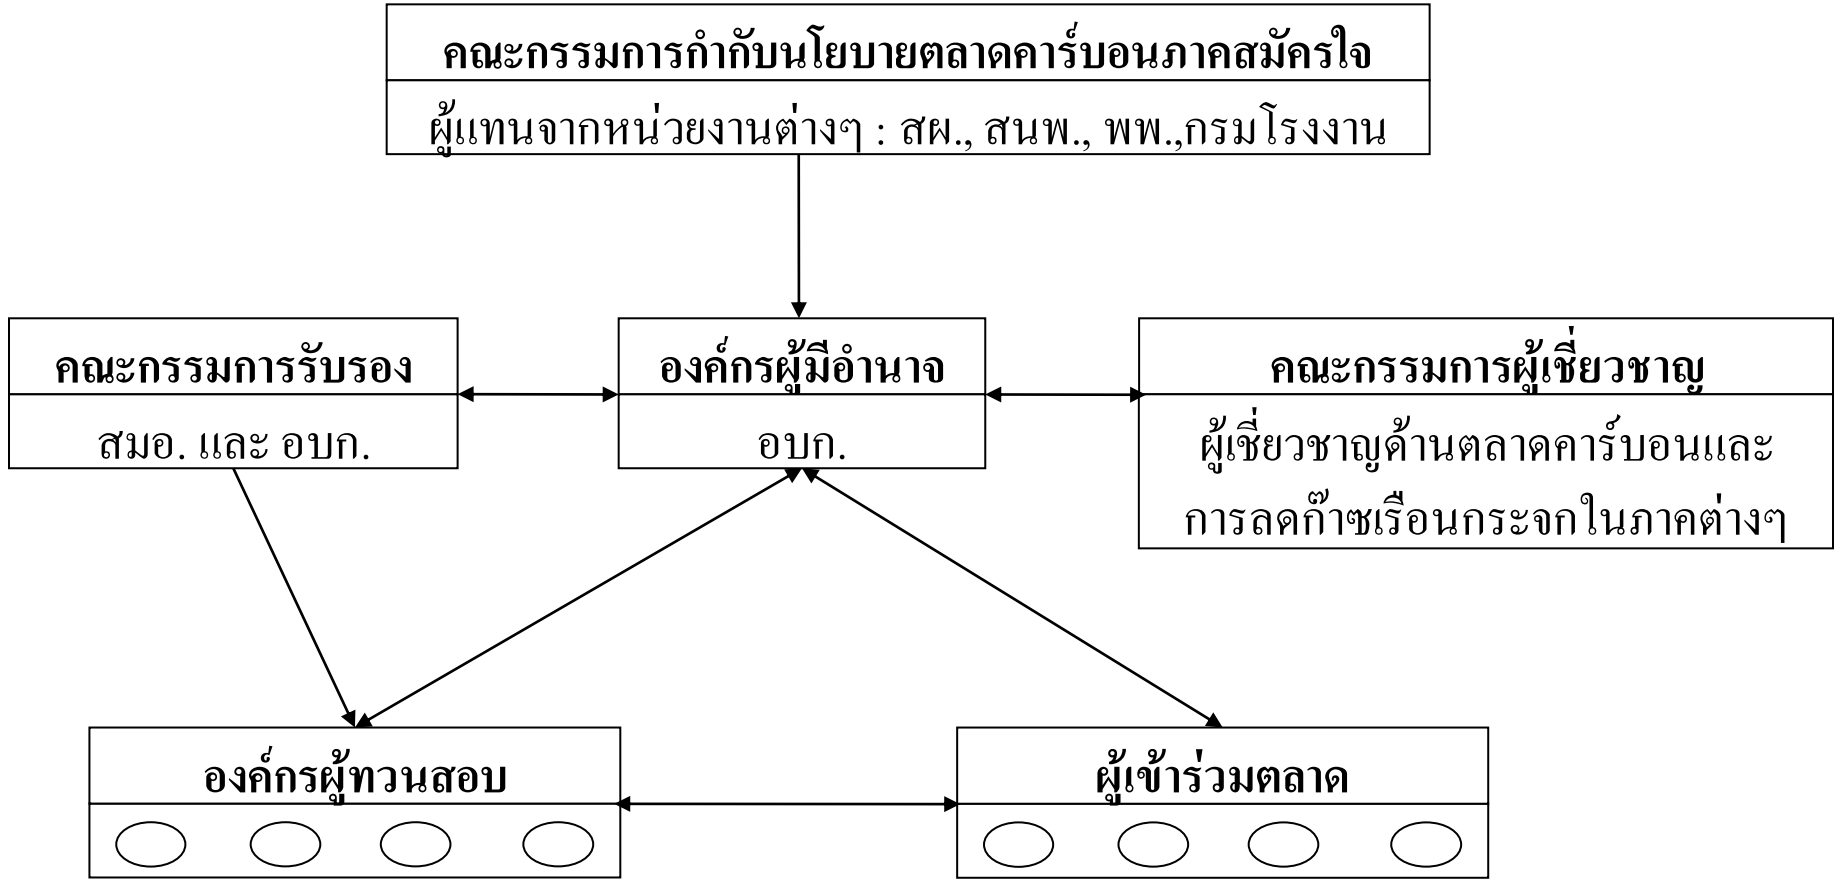 คณะกรรมการกำกับนโยบายตลาดคาร์บอนภาคสมัครใจ
ผู้แทนจากหน่วยงานต่างๆ : สผ., สนพ., พพ.,กรมโรงงาน
คณะกรรมการรับรอง
สมอ. และ อบก.
องค์กรผู้มีอำนาจ
อบก.
คณะกรรมการผู้เชี่ยวชาญ
ผู้เชี่ยวชาญด้านตลาดคาร์บอนและ
การลดก๊าซเรือนกระจกในภาคต่างๆ
องค์กรผู้ทวนสอบ
ผู้เข้าร่วมตลาด